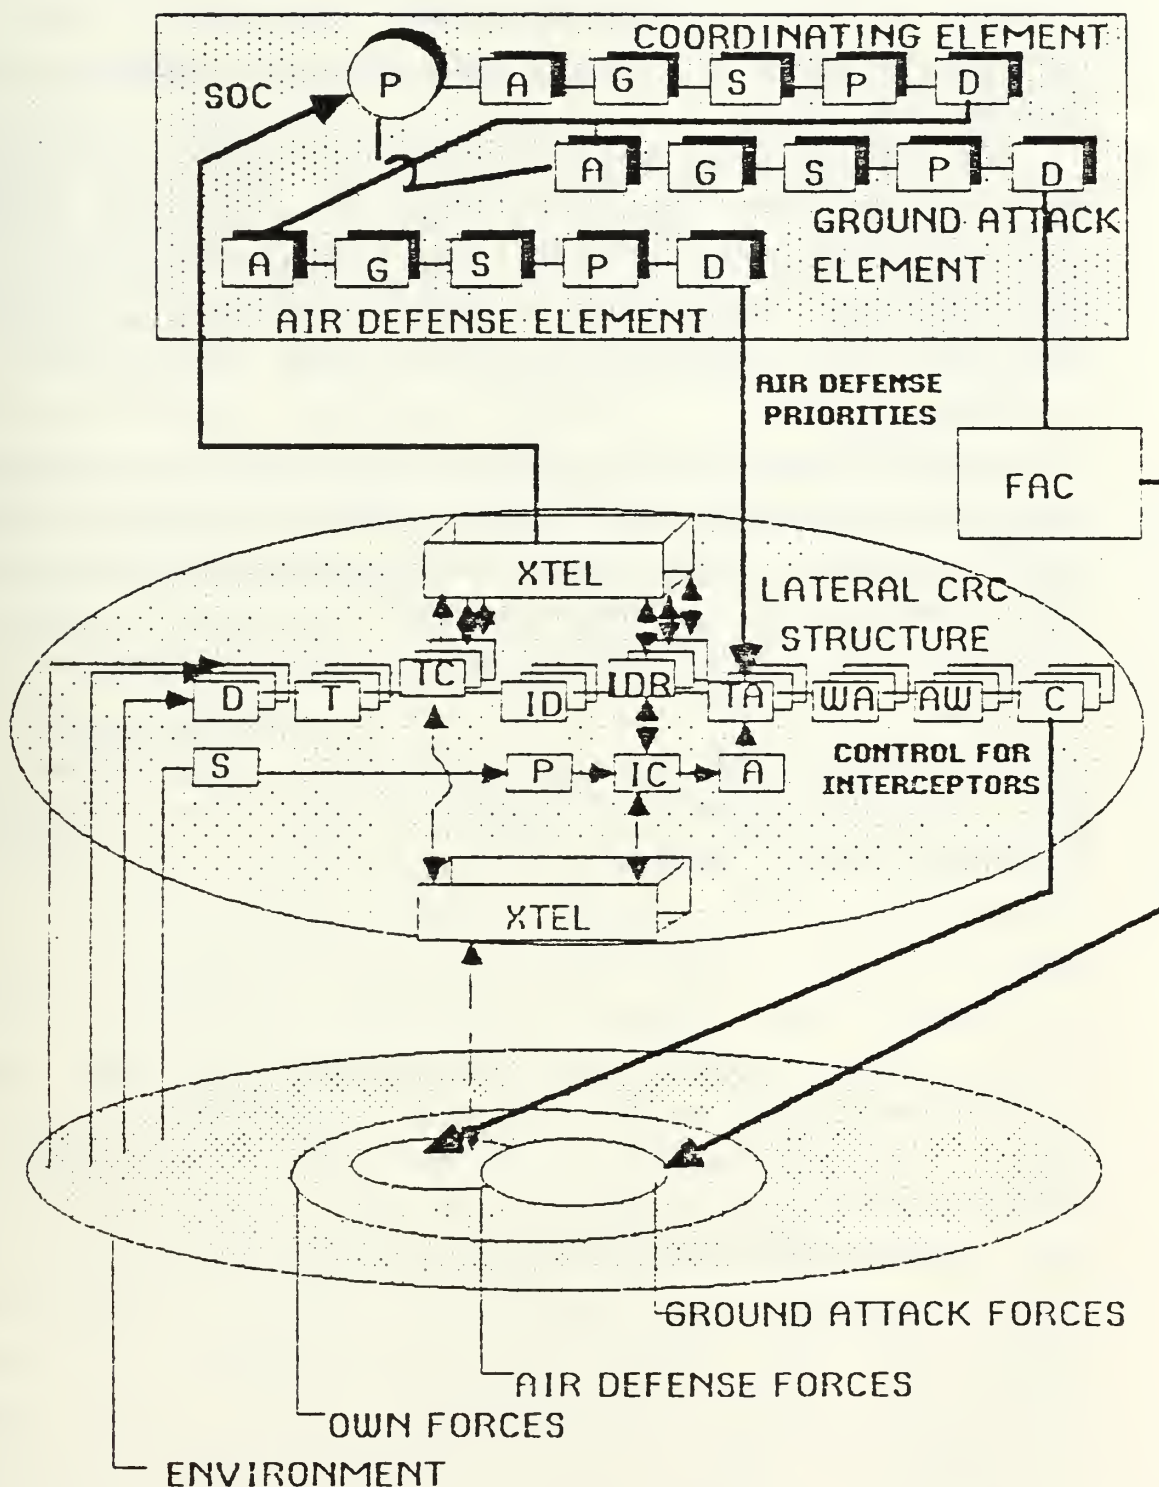 COORDINATING ELEMENT
SOC
P
A
G
S
P
D
A
G
S
P
D
GROUND ATTACK
ELEMENT
A
G
S
P
D
AIR DEFENSE ELEMENT
AIR DEFENSE
PRIORITIES
FAC
XTEL
LATERAL CRC
STRUCTURE
D
T
TC
ID
IDR
TA
WA
AW
C
S
P
IC
A
CONTROL FOR
INTERCEPTORS
XTEL
GROUND ATTACK FORCES
AIR DEFENSE FORCES
OWN FORCES
ENVIRONMENT